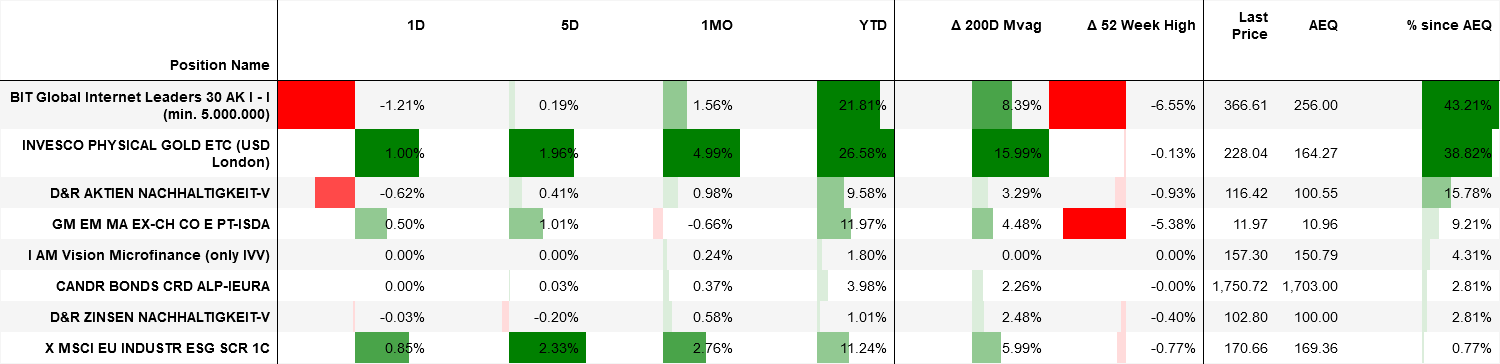 Position Name 1D 5D 1MO YTD Δ 200D Mvag Δ 52 Week High Last Price AEQ % since AEQ
BIT Global Internet Leaders 30 AK I - I (min. 5.000.000) -1.21% 0.19% 1.56% 21.81% 8.39% -6.55% 366.61 256.00 43.21%
INVESCO PHYSICAL GOLD ETC (USD London) 1.00% 1.96% 4.99% 26.58% 15.99% -0.13% 228.04 164.27 38.82%
D&R AKTIEN NACHHALTIGKEIT-V -0.62% 0.41% 0.98% 9.58% 3.29% -0.93% 116.42 100.55 15.78%
GM EM MA EX-CH CO E PT-ISDA 0.50% 1.01% -0.66% 11.97% 4.48% -5.38% 11.97 10.96 9.21%
I AM Vision Microfinance (only IVV) 0.00% 0.00% 0.24% 1.80% 0.00% 0.00% 157.30 150.79 4.31%
CANDR BONDS CRD ALP-IEURA 0.00% 0.03% 0.37% 3.98% 2.26% -0.00% 1,750.72 1,703.00 2.81%
D&R ZINSEN NACHHALTIGKEIT-V -0.03% -0.20% 0.58% 1.01% 2.48% -0.40% 102.80 100.00 2.81%
X MSCI EU INDUSTR ESG SCR 1C 0.85% 2.33% 2.76% 11.24% 5.99% -0.77% 170.66 169.36 0.77%